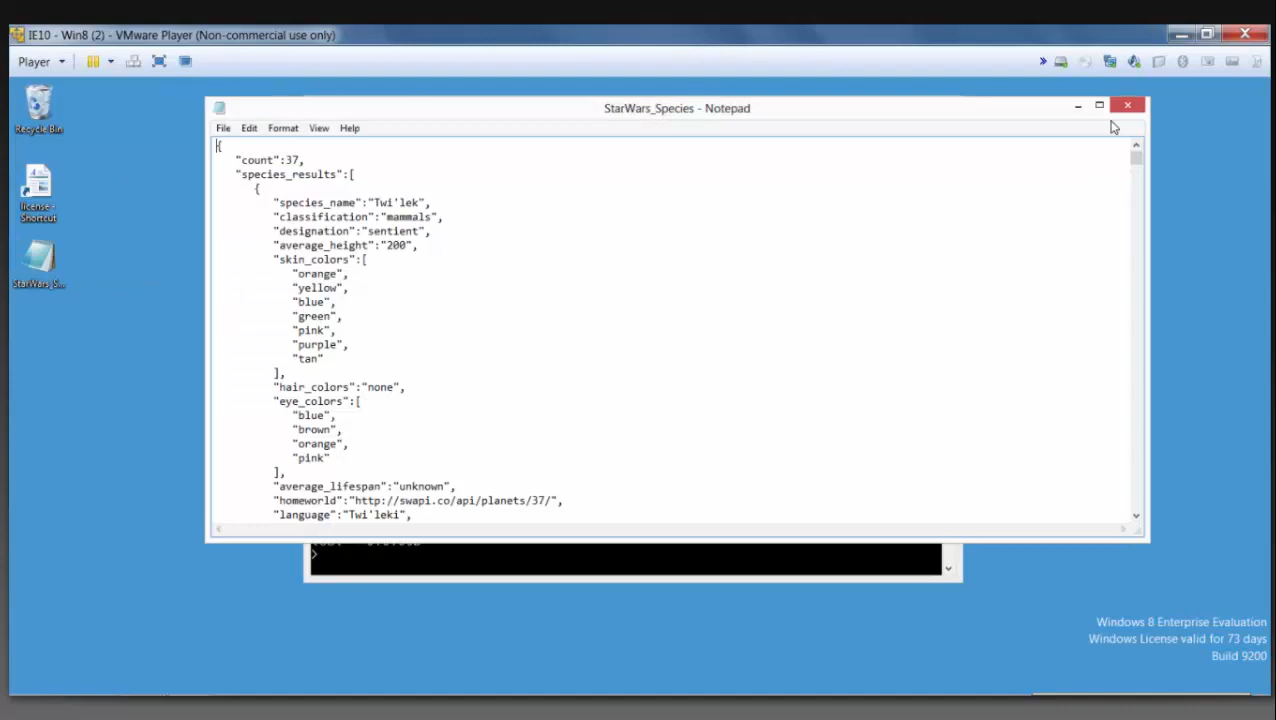 IE10 - Win8 (2) - VMware Player (Non-commercial use only)
Player
Recycle Bin
license - Shortcut
StarWars_S...
StarWars_Species - Notepad
File Edit Format View Help
{
"count":37,
"species_results":[
{
"species_name":"Twi'lek",
"classification":"mammals",
"designation":"sentient",
"average_height":"200",
"skin_colors":[
"orange",
"yellow",
"blue",
"green",
"pink",
"purple",
"tan"
],
"hair_colors":"none",
"eye_colors":[
"blue",
"brown",
"orange",
"pink"
],
"average_lifespan":"unknown",
"homeworld":"http://swapi.co/api/planets/37/",
"language":"Twi'leki",
>
Windows 8 Enterprise Evaluation
Windows License valid for 73 days
Build 9200